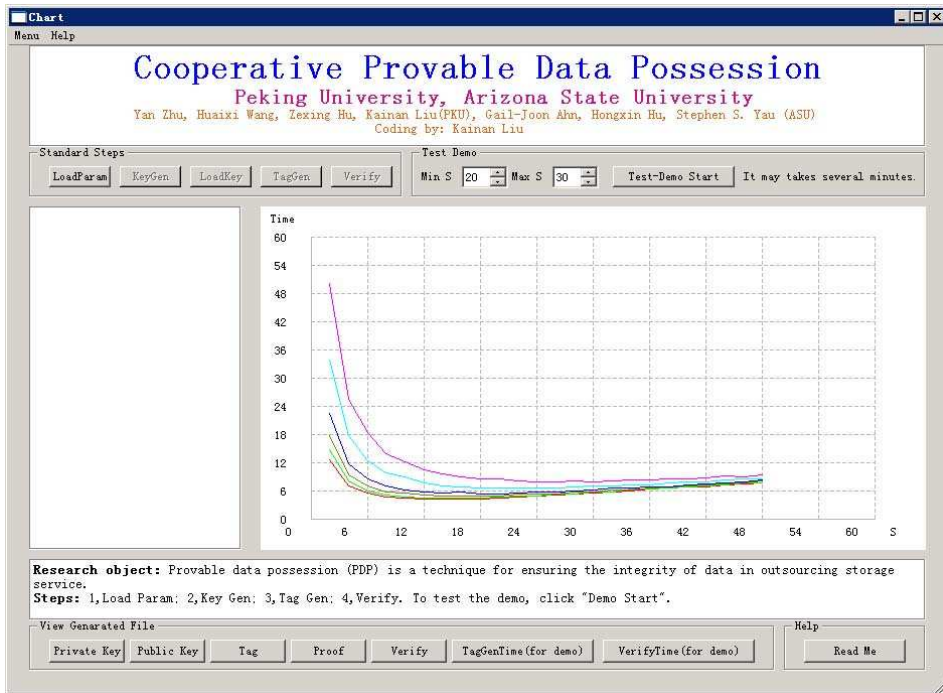 Chart
Menu Help
Cooperative Provable Data Possession
Peking University, Arizona State University
Yan Zhu, Huaixi Wang, Zexing Hu, Kainan Liu(PKU), Gail-Joon Ahn, Hongxin Hu, Stephen S. Yau (ASU)
Coding by: Kainan Liu
Standard Steps
LoadParam KeyGen LoadKey TagGen Verify
Test Demo
Min S 20 Max S 30 Test-Demo Start It may takes several minutes.
Time
60
54
48
42
36
30
24
18
12
6
0
0 6 12 18 24 30 36 42 48 54 60 S
Research object: Provable data possession (PDP) is a technique for ensuring the integrity of data in outsourcing storage
service.
Steps: 1,Load Param; 2,Key Gen; 3,Tag Gen; 4,Verify. To test the demo, click "Demo Start".
View Genarated File
Private Key Public Key Tag Proof Verify TagGenTime(for demo) VerifyTime(for demo)
Help
Read Me